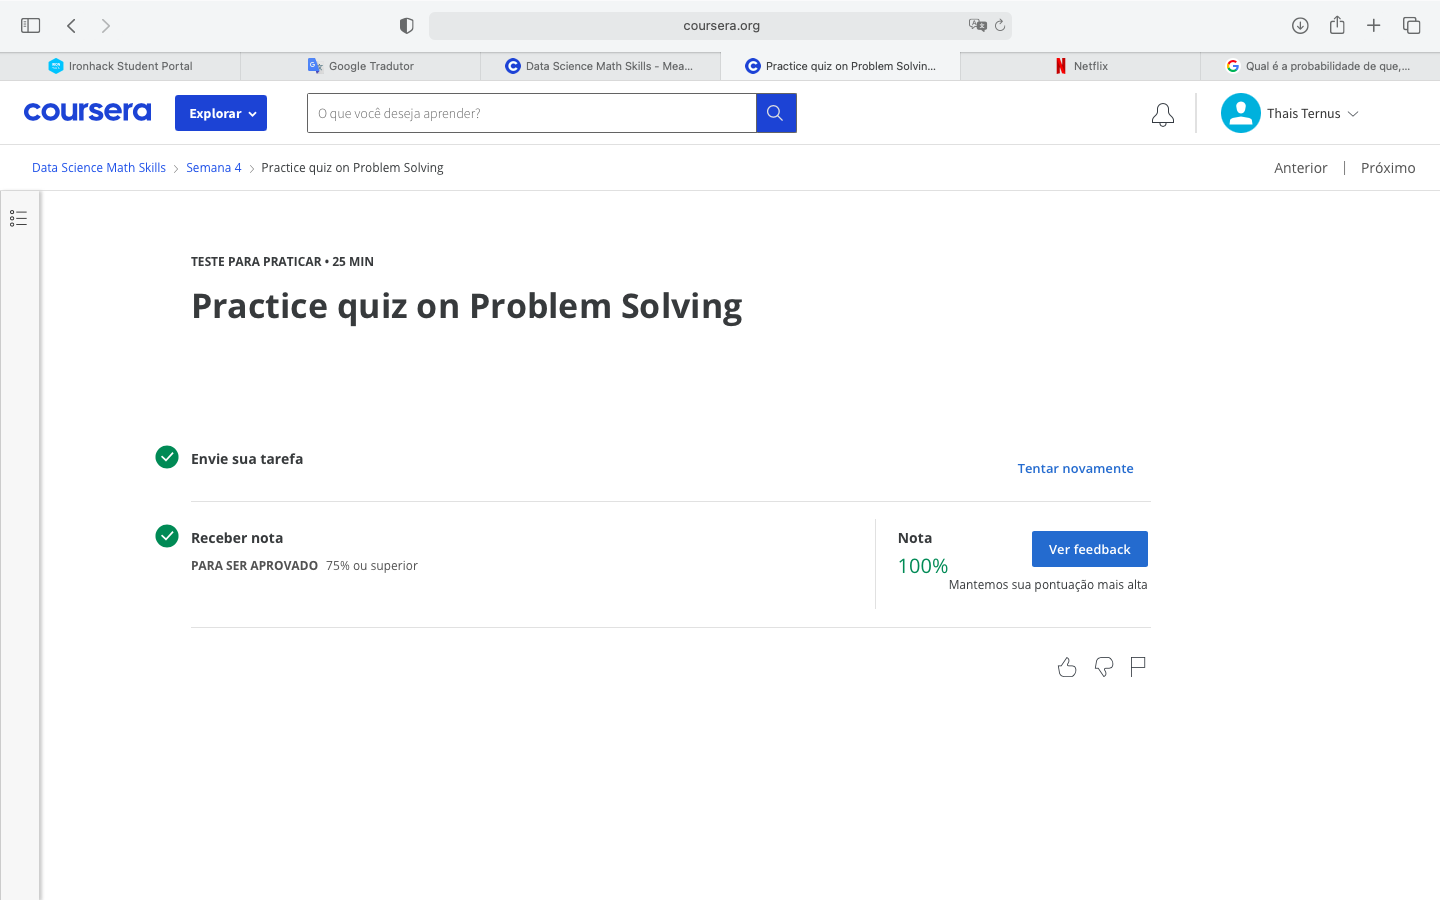 coursera.org
Ironhack Student Portal
Google Tradutor
Data Science Math Skills - Mea...
Practice quiz on Problem Solvin...
Netflix
Qual é a probabilidade de que,...
coursera
Explorar
O que você deseja aprender?
Thais Ternus
Data Science Math Skills
Semana 4
Practice quiz on Problem Solving
Anterior
Próximo
TESTE PARA PRATICAR • 25 MIN
Practice quiz on Problem Solving
Envie sua tarefa
Tentar novamente
Receber nota
PARA SER APROVADO 75% ou superior
Nota
100%
Ver feedback
Mantemos sua pontuação mais alta